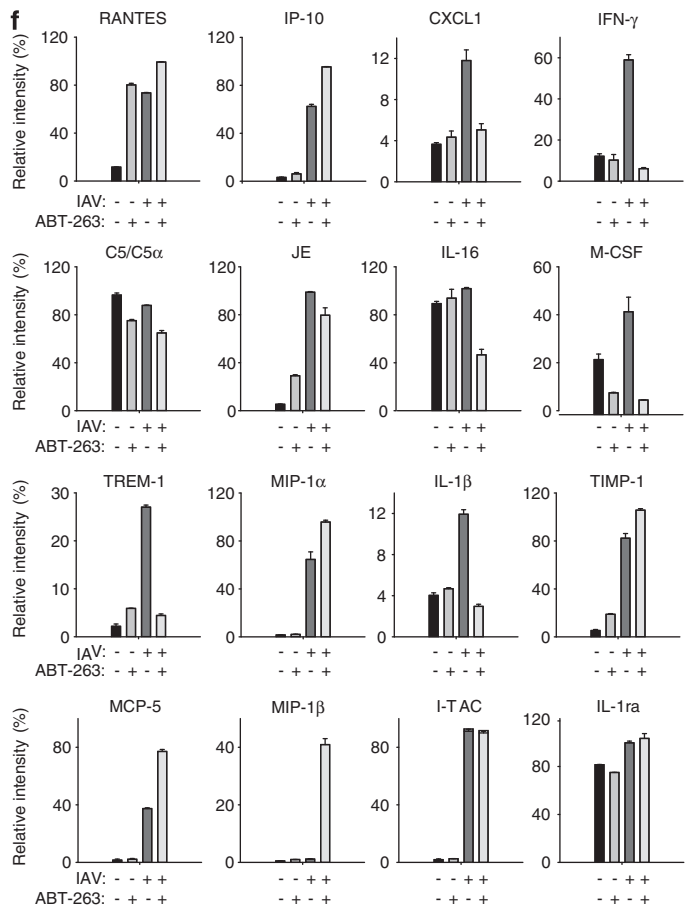 f
RANTES IP-10 CXCL1 IFN-γ
Relative intensity (%)
120 120 12 60
80 80 8 40
40 40 4 20
0 0 0 0
IAV: - - + + - - + + - - + + - - + +
ABT-263: - + - + - + - + - + - + - + - +
C5/C5α JE IL-16 M-CSF
Relative intensity (%)
120 120 120 60
80 80 80 40
40 40 40 20
0 0 0 0
IAV: - - + + - - + + - - + + - - + +
ABT-263: - + - + - + - + - + - + - + - +
TREM-1 MIP-1α IL-1β TIMP-1
Relative intensity (%)
30 120 12 120
20 80 8 80
10 40 4 40
0 0 0 0
IAV: - - + + - - + + - - + + - - + +
ABT-263: - + - + - + - + - + - + - + - +
MCP-5 MIP-1β I-TAC IL-1ra
Relative intensity (%)
120
80 40 80 80
40 20 40 40
0 0 0 0
IAV: - - + + - - + + - - + + - - + +
ABT-263: - + - + - + - + - + - + - + - +